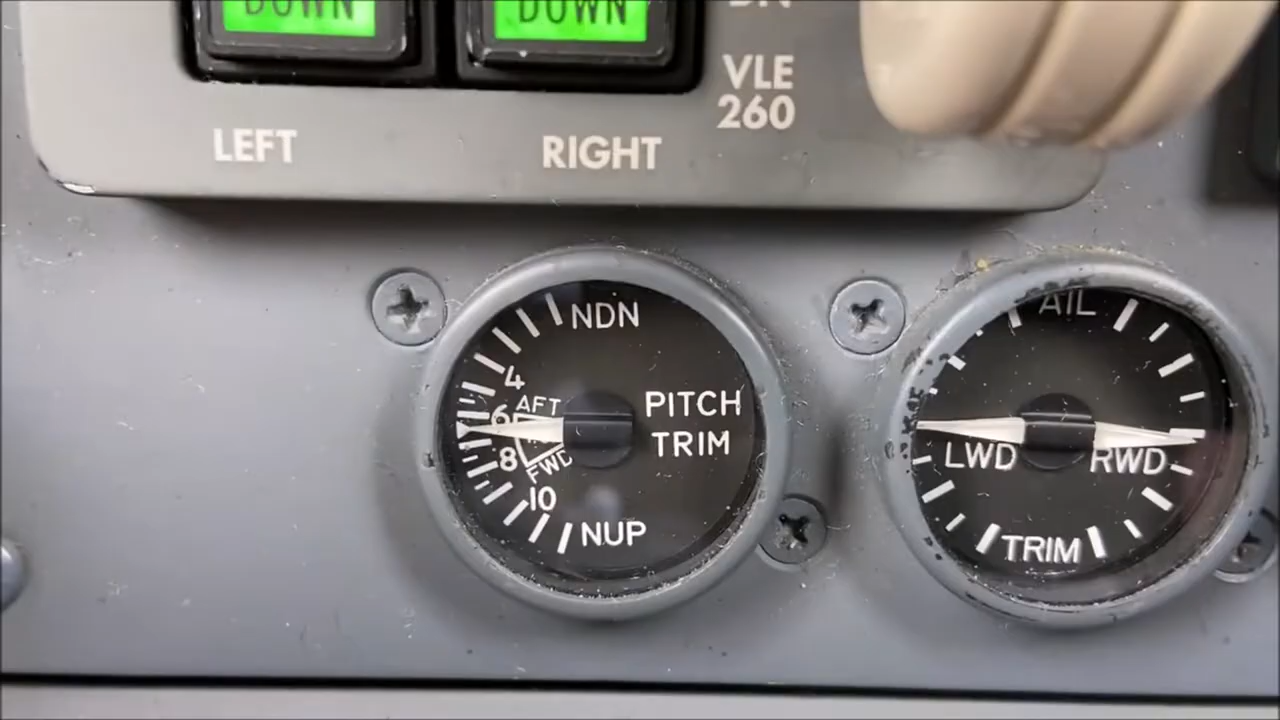 DOWN
DOWN
DN
VLE
260
LEFT
RIGHT
NDN
4
AFT
6
PITCH
TRIM
8
FWD
10
NUP
AIL
LWD
RWD
TRIM